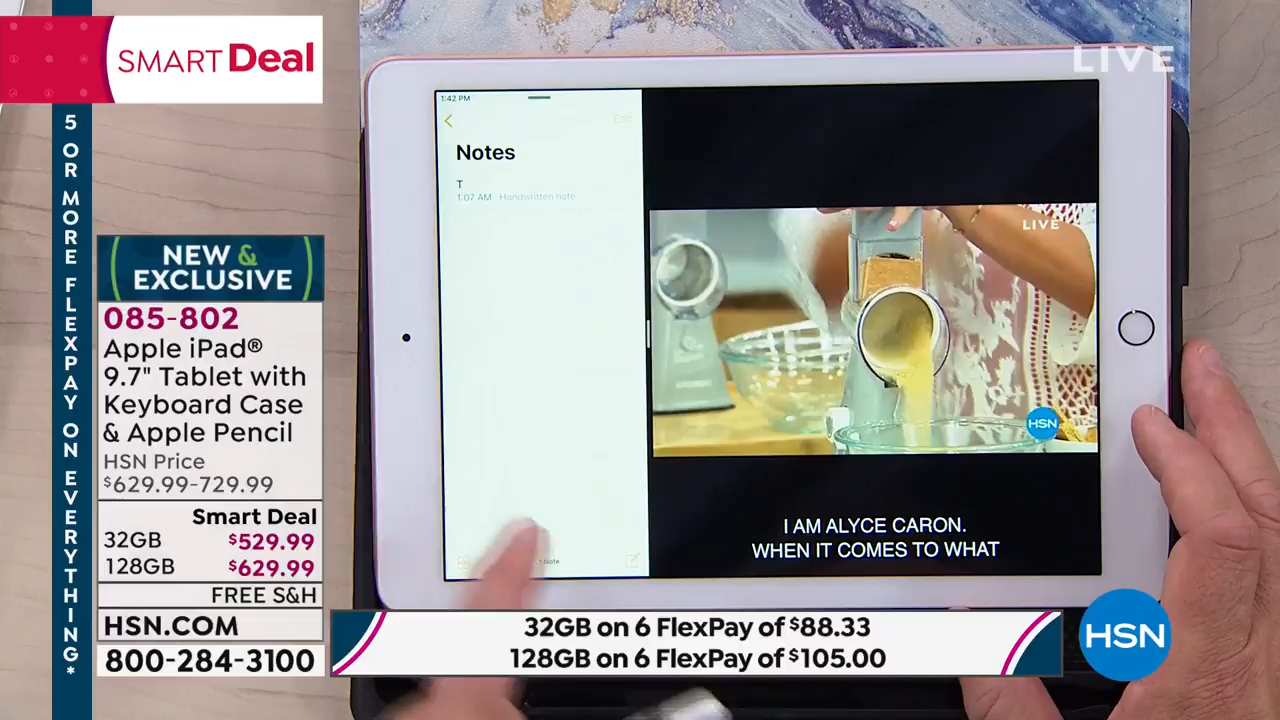 SMART Deal
LIVE
5 OR MORE FLEXPAY ON EVERYTHING*
NEW & EXCLUSIVE
085-802
Apple iPad®
9.7" Tablet with
Keyboard Case
& Apple Pencil
HSN Price
$629.99-729.99
Smart Deal
32GB $529.99
128GB $629.99
FREE S&H
HSN.COM
800-284-3100
1:42 PM
Edit
Notes
T
1:07 AM Handwritten note
1 Note
LIVE
HSN
I AM ALYCE CARON.
WHEN IT COMES TO WHAT
32GB on 6 FlexPay of $88.33
128GB on 6 FlexPay of $105.00
HSN